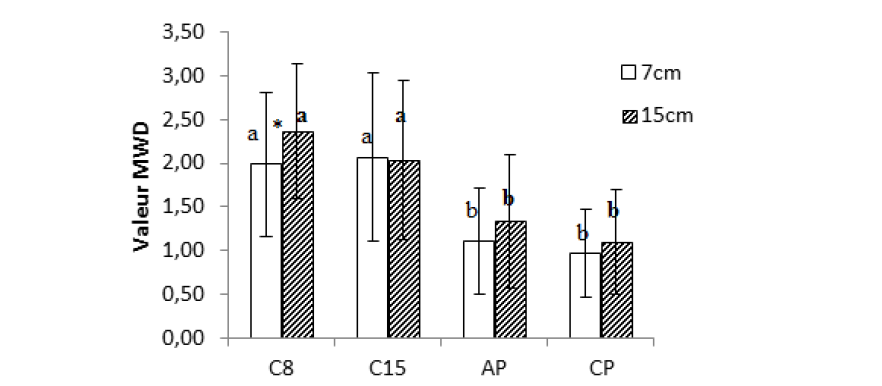 Valeur MWD
3,50
3,00
2,50
2,00
1,50
1,00
0,50
0,00
7cm
15cm
a * a
a a
b b
b b
C8 C15 AP CP